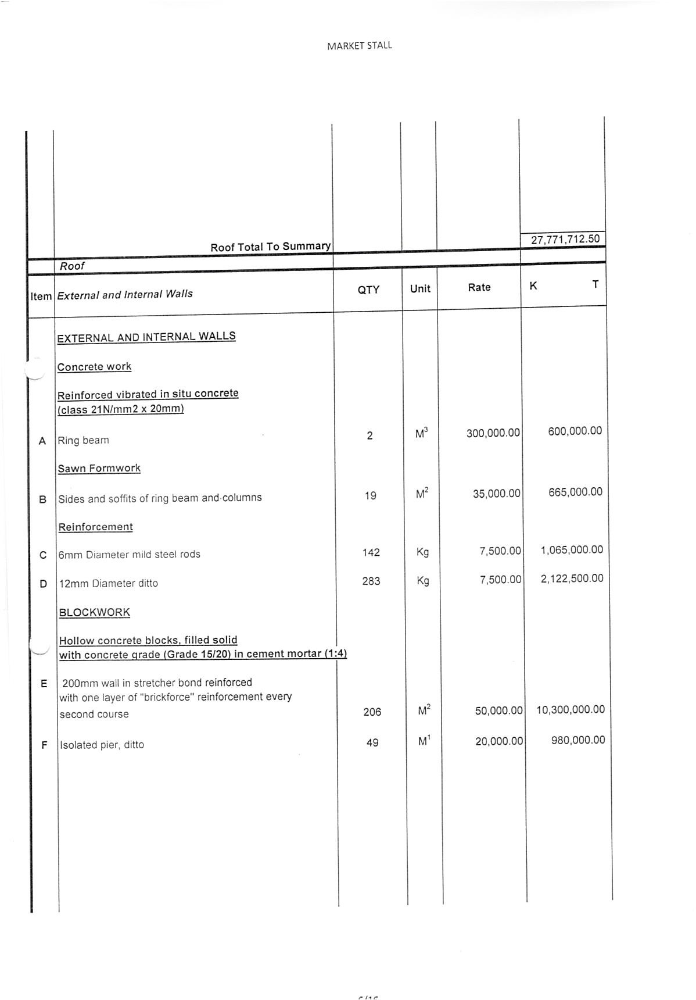 MARKET STALL
Roof Total To Summary 27,771,712.50
Roof
Item External and Internal Walls QTY Unit Rate K T
EXTERNAL AND INTERNAL WALLS
Concrete work
Reinforced vibrated in situ concrete
(class 21N/mm2 x 20mm)
A Ring beam 2 M³ 300,000.00 600,000.00
Sawn Formwork
B Sides and soffits of ring beam and columns 19 M² 35,000.00 665,000.00
Reinforcement
C 6mm Diameter mild steel rods 142 Kg 7,500.00 1,065,000.00
D 12mm Diameter ditto 283 Kg 7,500.00 2,122,500.00
BLOCKWORK
Hollow concrete blocks, filled solid
with concrete grade (Grade 15/20) in cement mortar (1:4)
E 200mm wall in stretcher bond reinforced
with one layer of "brickforce" reinforcement every
second course 206 M² 50,000.00 10,300,000.00
F Isolated pier, ditto 49 M¹ 20,000.00 980,000.00